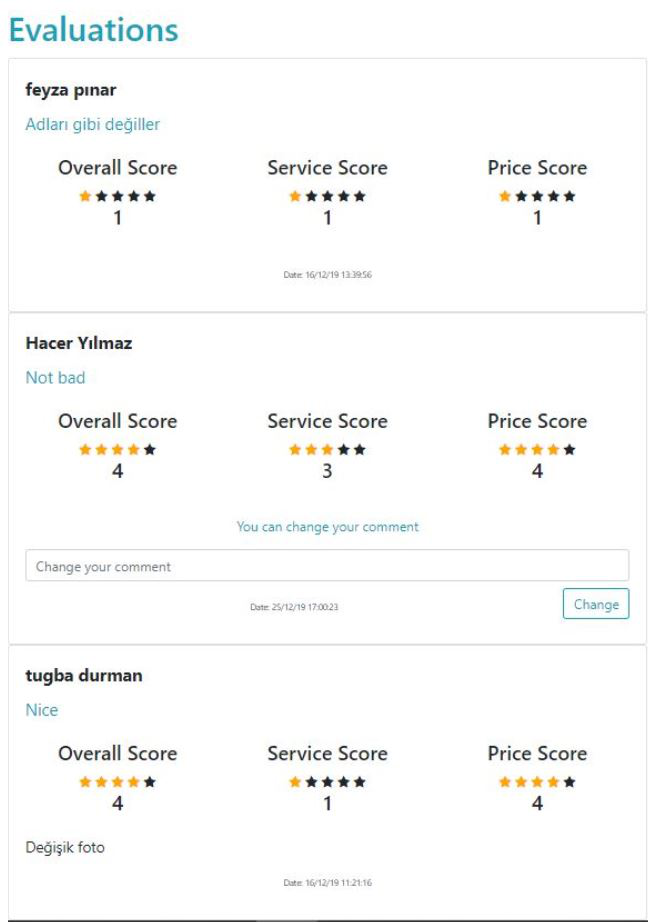 Evaluations
feyza pınar
Adları gibi değiller
Overall Score Service Score Price Score
1 1 1
Date: 16/12/19 13:39:56
Hacer Yılmaz
Not bad
Overall Score Service Score Price Score
4 3 4
You can change your comment
Change your comment
Date: 25/12/19 17:00:23 Change
tugba durman
Nice
Overall Score Service Score Price Score
4 1 4
Değişik foto
Date: 16/12/19 11:21:16